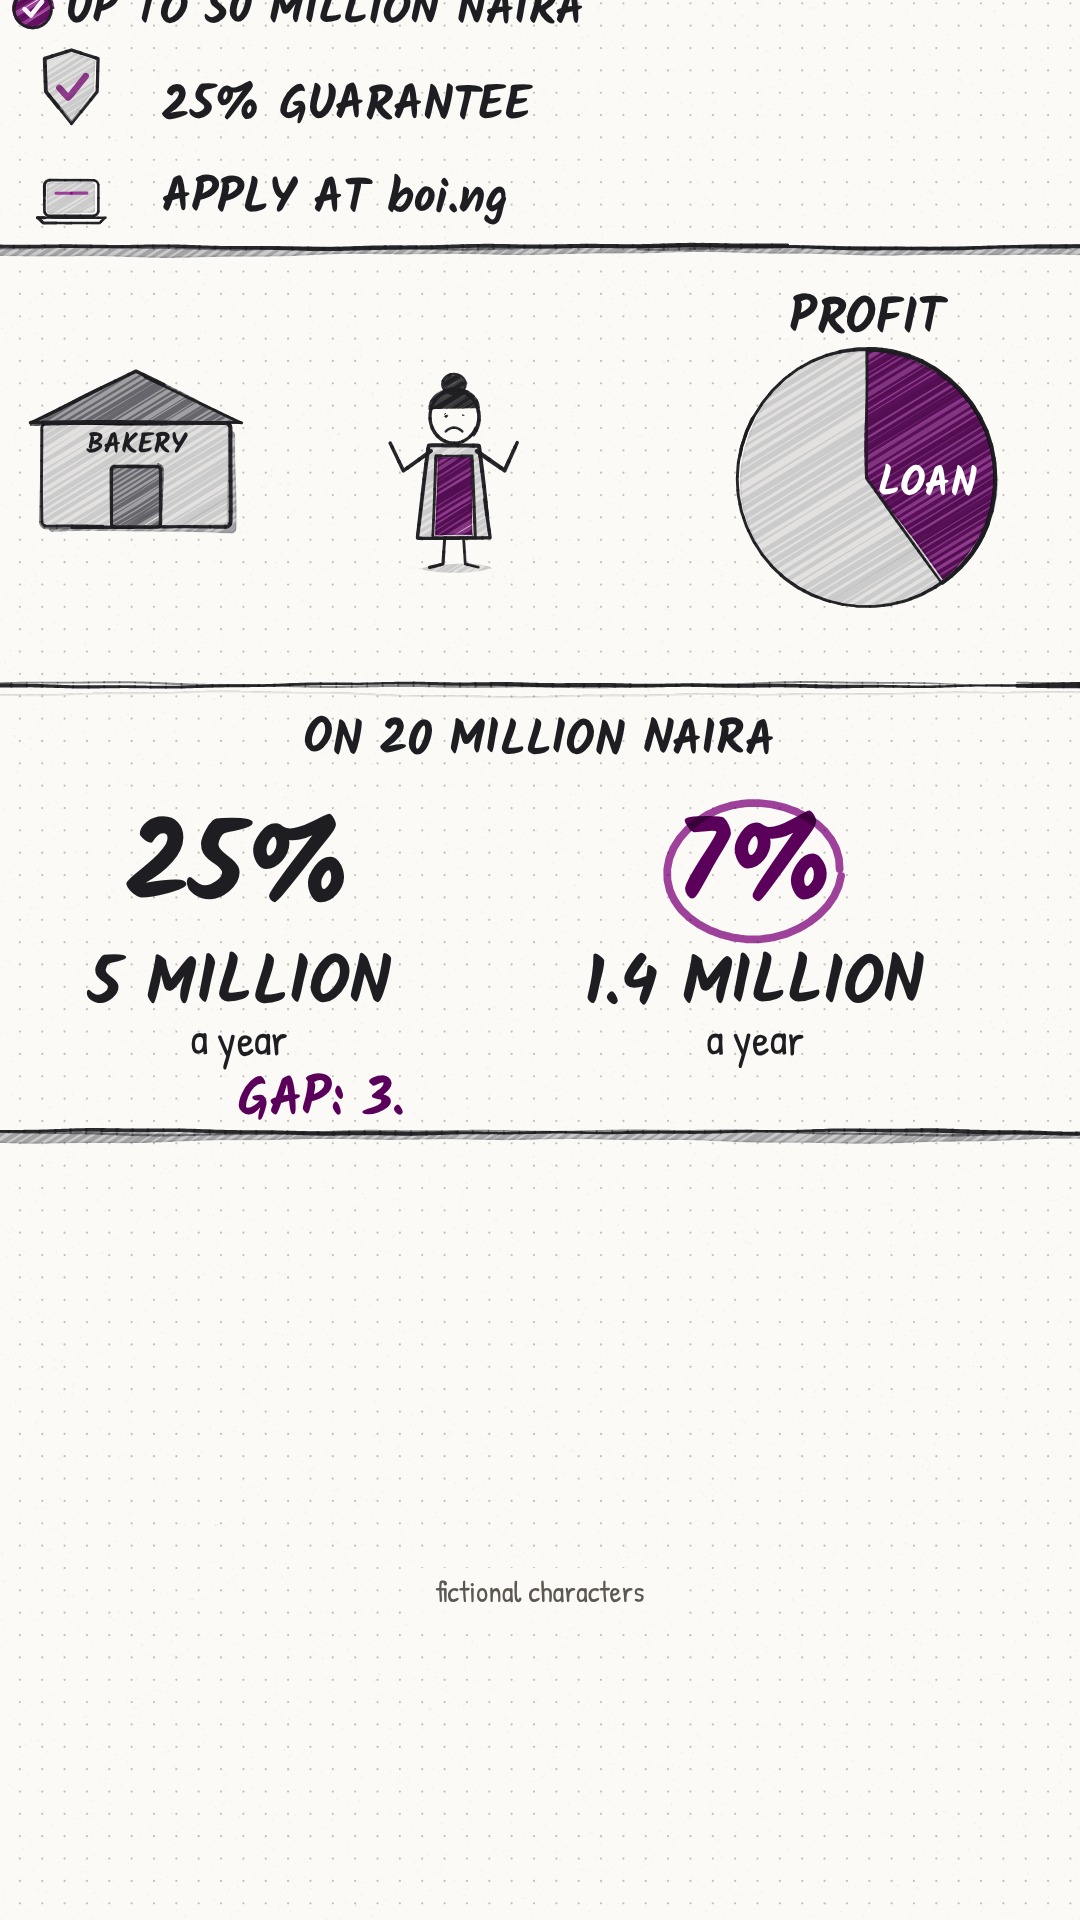 UP TO 50 MILLION NAIRA
25% GUARANTEE
APPLY AT boi.ng
PROFIT
BAKERY
LOAN
ON 20 MILLION NAIRA
25%
7%
5 MILLION
1.4 MILLION
a year
a year
GAP: 3.
fictional characters